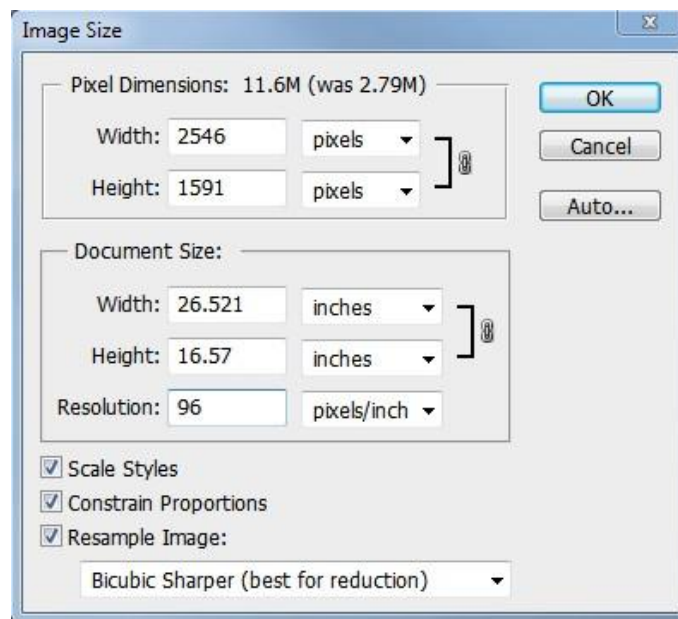 Image Size
Pixel Dimensions: 11.6M (was 2.79M)
Width: 2546 pixels
Height: 1591 pixels
OK
Cancel
Auto...
Document Size:
Width: 26.521 inches
Height: 16.57 inches
Resolution: 96 pixels/inch
Scale Styles
Constrain Proportions
Resample Image:
Bicubic Sharper (best for reduction)